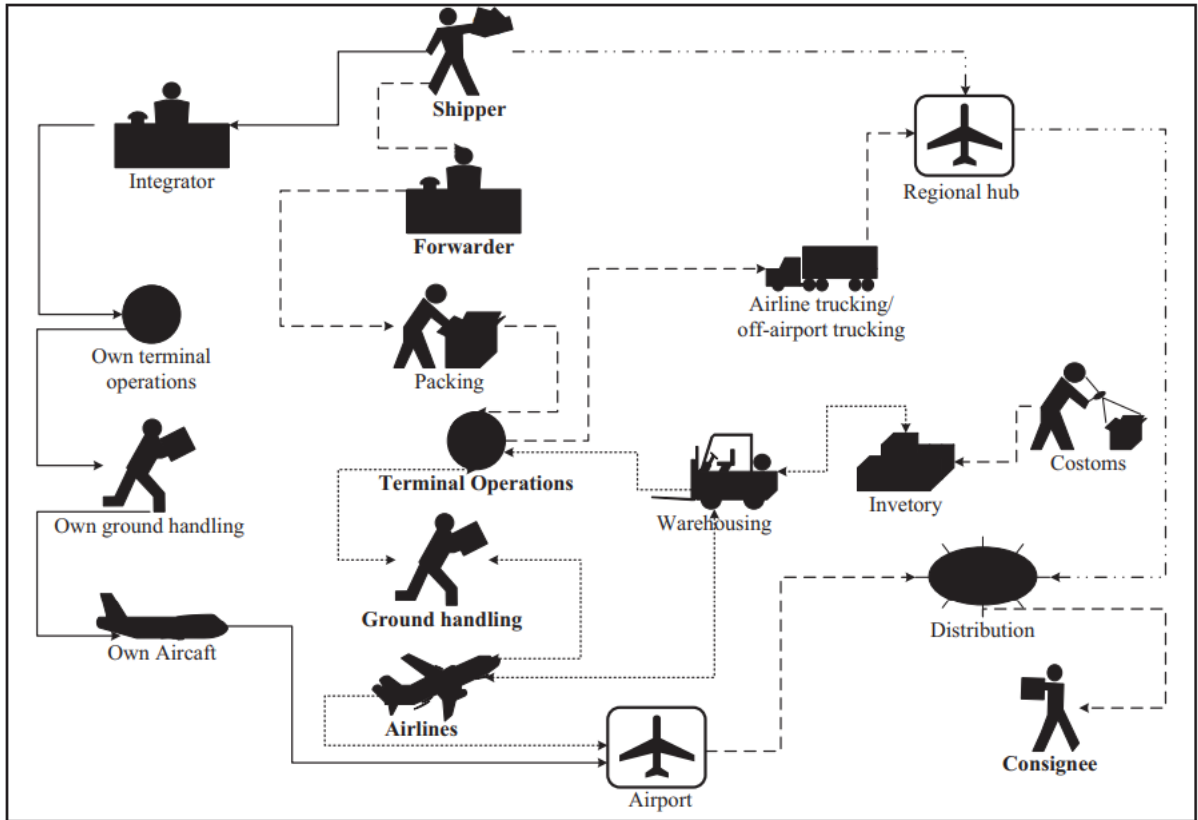 Shipper
Integrator
Regional hub
Forwarder
Airline trucking/
off-airport trucking
Own terminal
operations
Packing
Costoms
Terminal Operations
Invetory
Warehousing
Own ground handling
Ground handling
Distribution
Own Aircaft
Airlines
Consignee
Airport